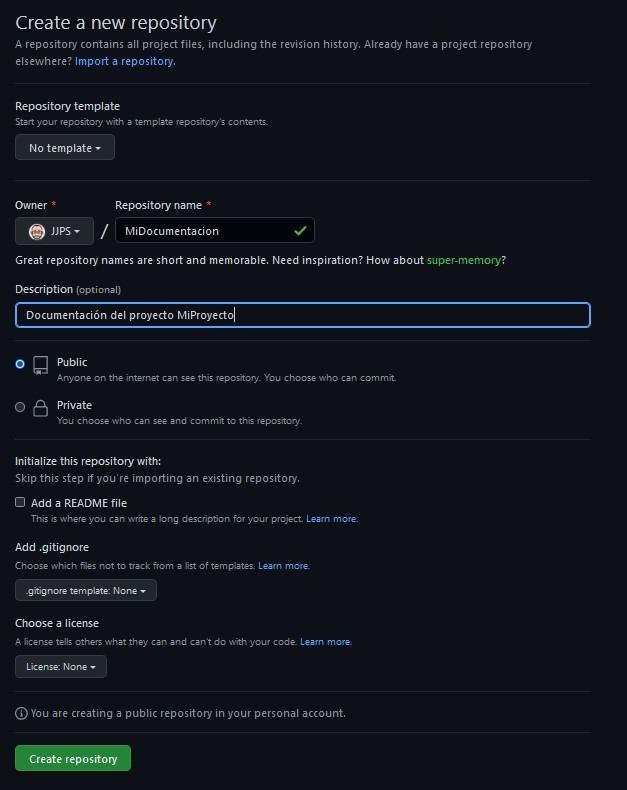 Create a new repository
A repository contains all project files, including the revision history. Already have a project repository
elsewhere? Import a repository.
Repository template
Start your repository with a template repository's contents.
No template
Owner * Repository name *
JJPS / MiDocumentacion
Great repository names are short and memorable. Need inspiration? How about super-memory?
Description (optional)
Documentación del proyecto MiProyecto
Public
Anyone on the internet can see this repository. You choose who can commit.
Private
You choose who can see and commit to this repository.
Initialize this repository with:
Skip this step if you're importing an existing repository.
Add a README file
This is where you can write a long description for your project. Learn more.
Add .gitignore
Choose which files not to track from a list of templates. Learn more.
.gitignore template: None
Choose a license
A license tells others what they can and can't do with your code. Learn more.
License: None
You are creating a public repository in your personal account.
Create repository